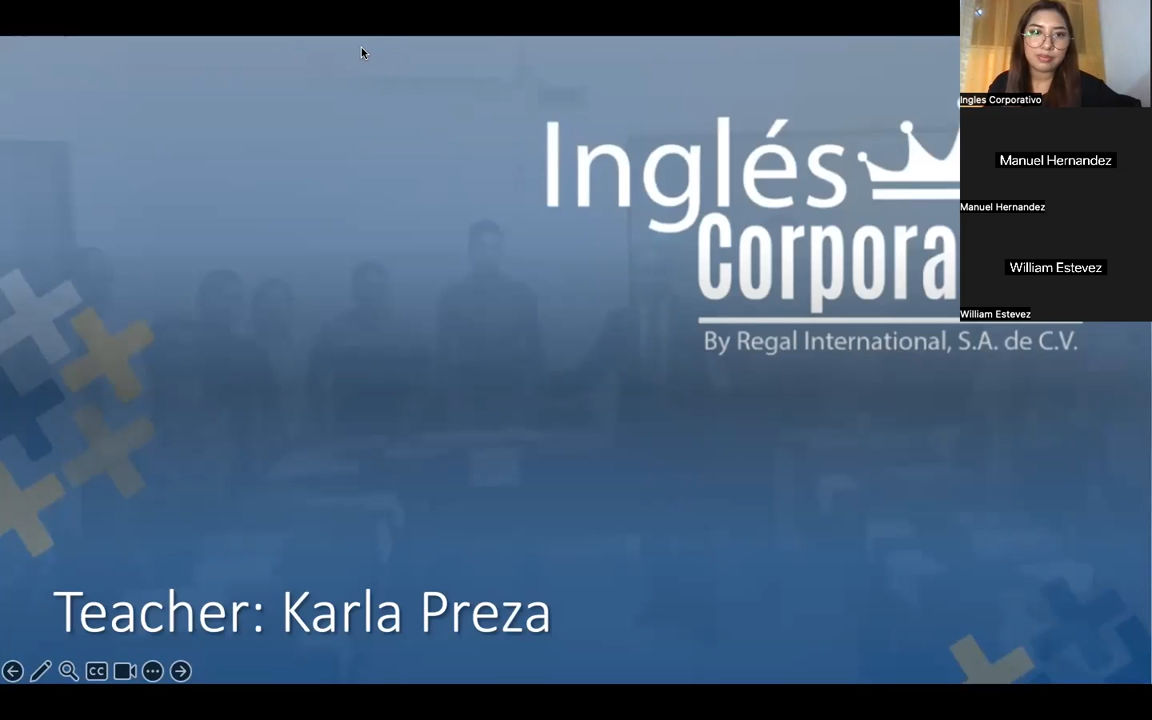 Inglés
Corpora
By Regal International, S.A. de C.V.
Teacher: Karla Preza
CC
Ingles Corporativo
Manuel Hernandez
Manuel Hernandez
William Estevez
William Estevez